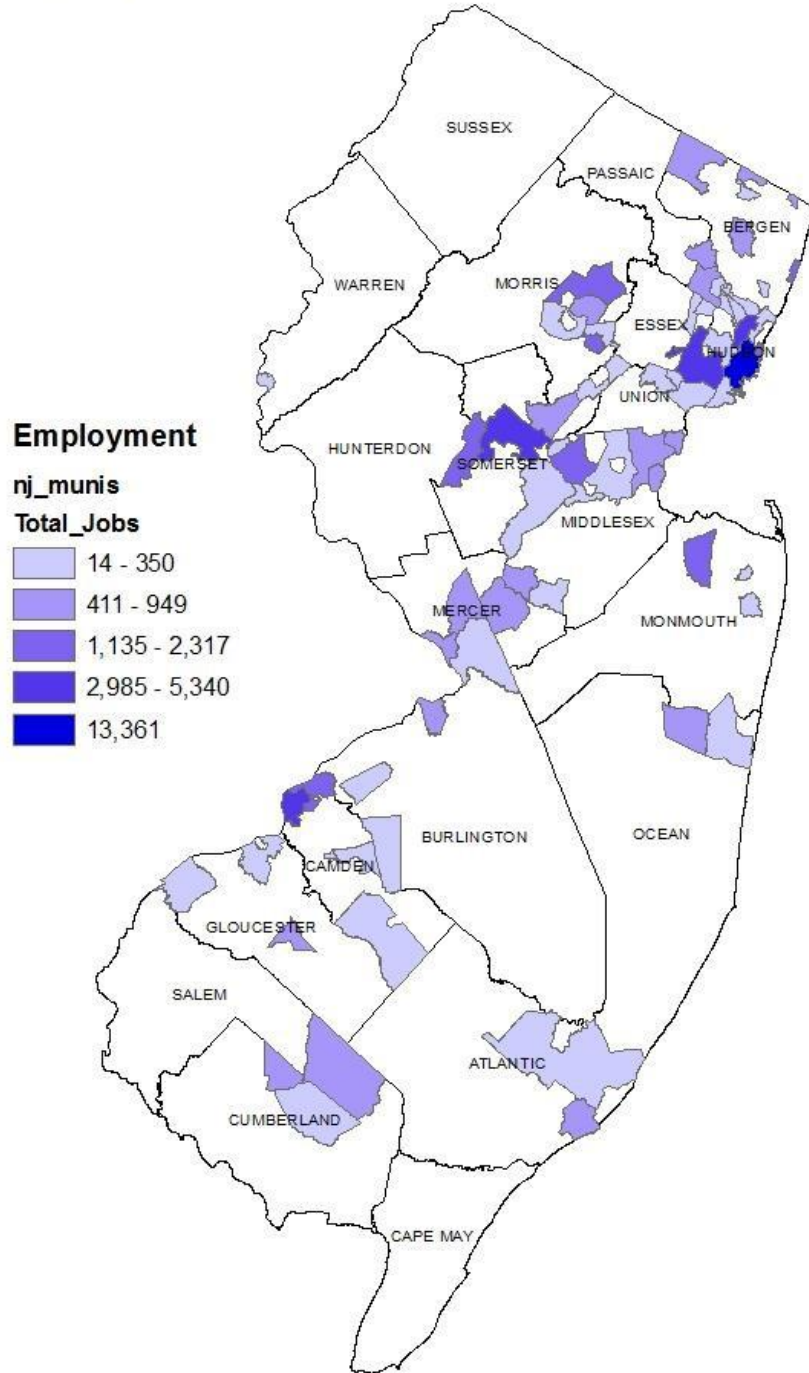 SUSSEX
PASSAIC
BERGEN
WARREN
MORRIS
ESSEX
HUDSON
UNION
HUNTERDON
SOMERSET
MIDDLESEX
MERCER
MONMOUTH
Employment
nj_munis
Total_Jobs
14 - 350
411 - 949
1,135 - 2,317
2,985 - 5,340
13,361
BURLINGTON
OCEAN
CAMDEN
GLOUCESTER
SALEM
ATLANTIC
CUMBERLAND
CAPE MAY